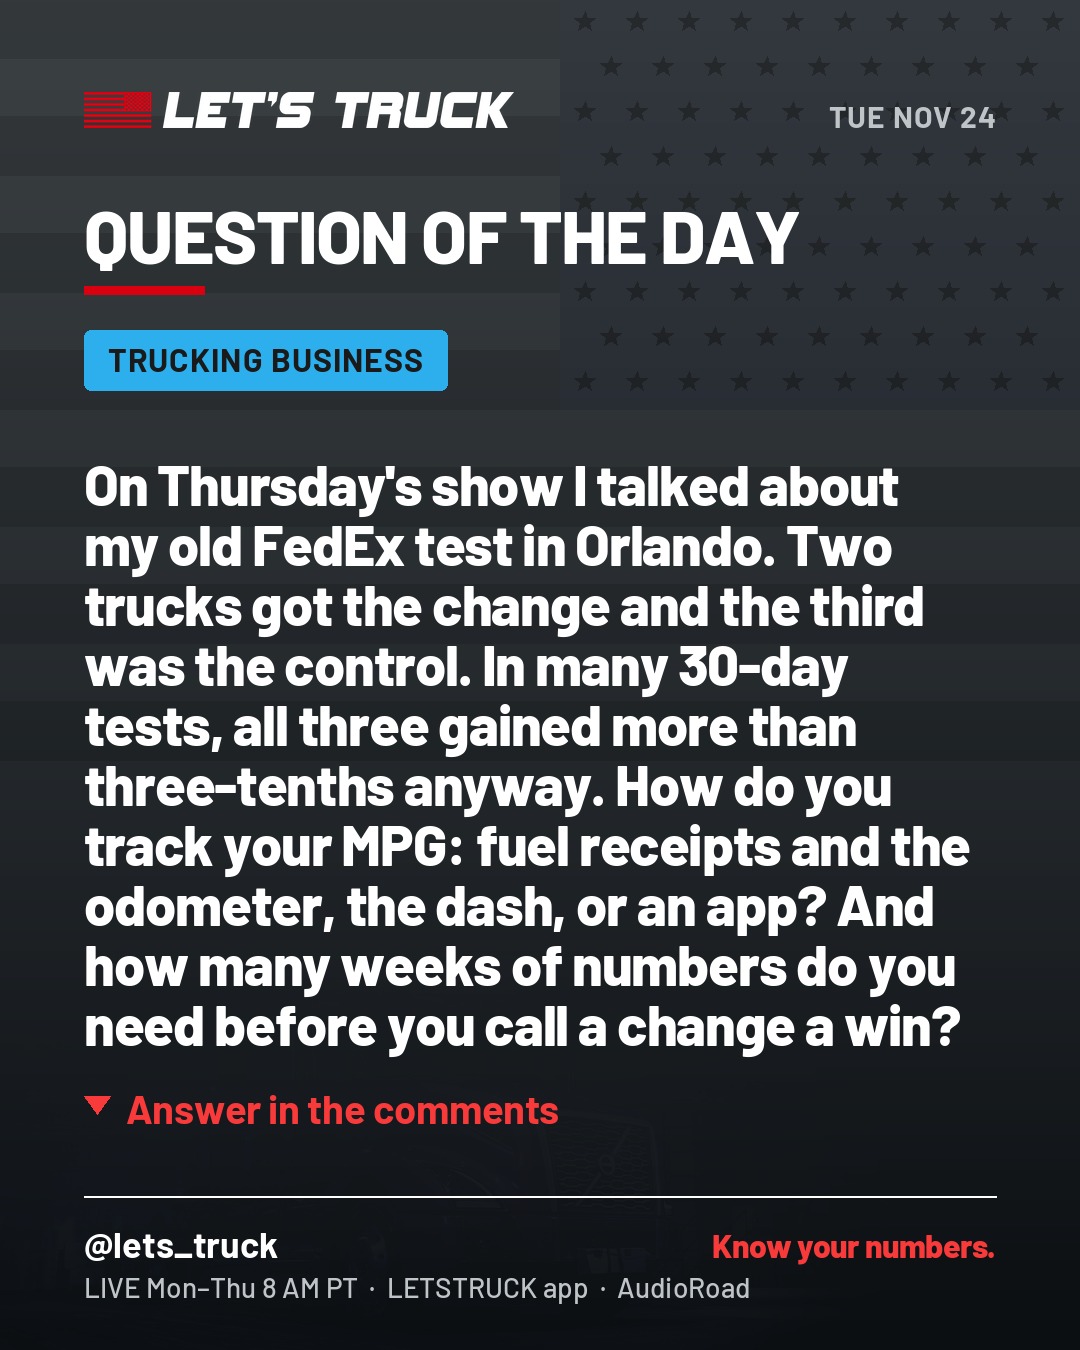 LET'S TRUCK
TUE NOV 24
QUESTION OF THE DAY
TRUCKING BUSINESS
On Thursday's show I talked about
my old FedEx test in Orlando. Two
trucks got the change and the third
was the control. In many 30-day
tests, all three gained more than
three-tenths anyway. How do you
track your MPG: fuel receipts and the
odometer, the dash, or an app? And
how many weeks of numbers do you
need before you call a change a win?
Answer in the comments
@lets_truck
Know your numbers.
LIVE Mon–Thu 8 AM PT · LETSTRUCK app · AudioRoad